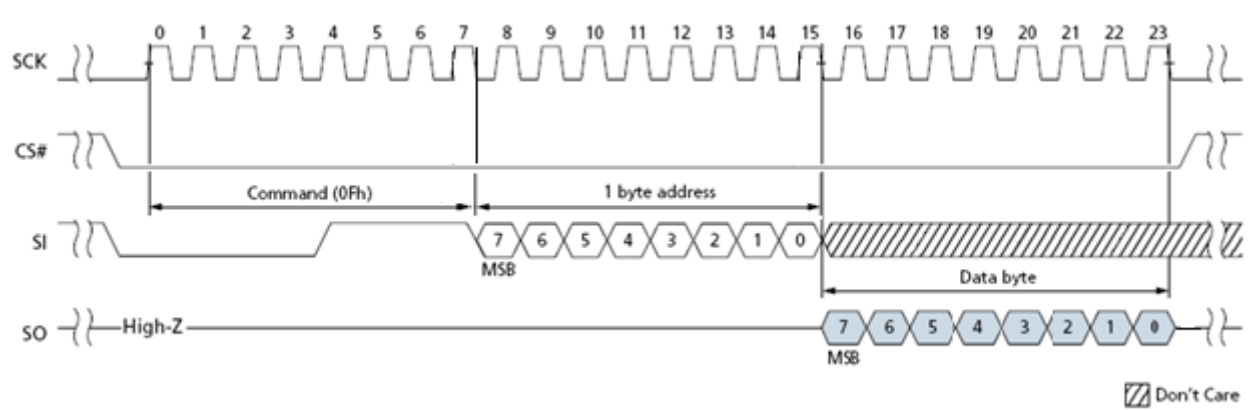 0 1 2 3 4 5 6 7 8 9 10 11 12 13 14 15 16 17 18 19 20 21 22 23
SCK
CS#
Command (0Fh) 1 byte address
SI 7 6 5 4 3 2 1 0
MSB
Data byte
SO High-Z 7 6 5 4 3 2 1 0
MSB
Don't Care